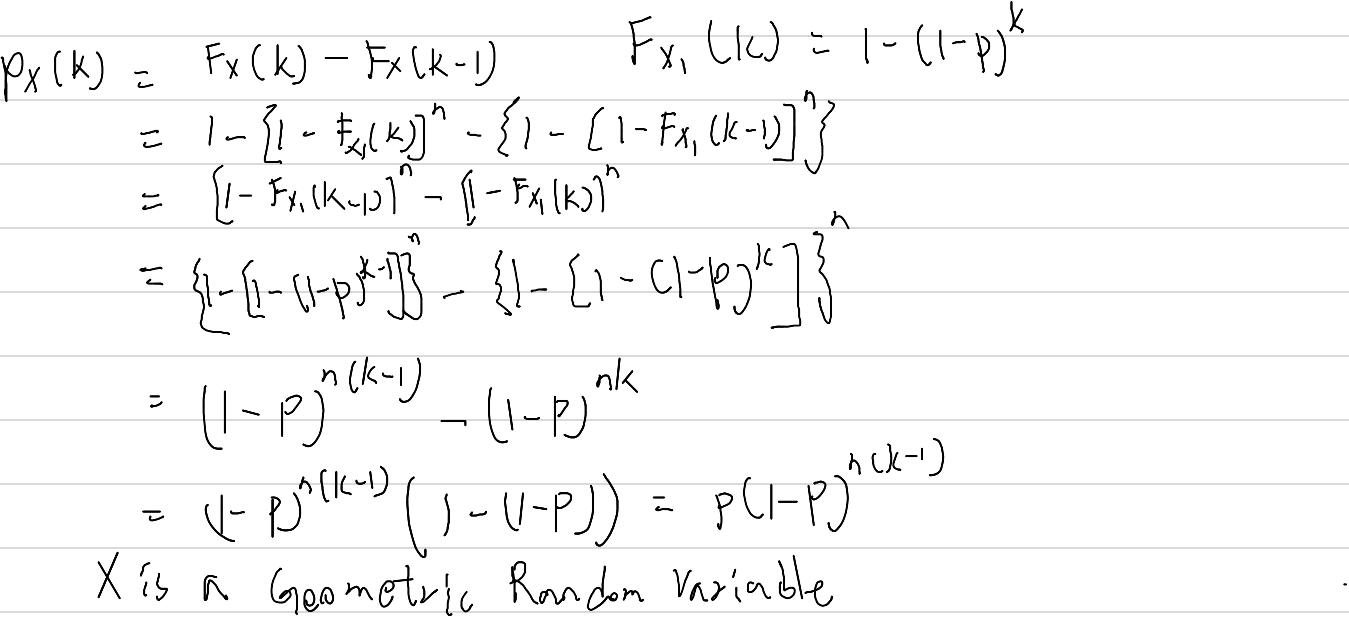 p_X(k) = F_X(k) - F_X(k-1)    F_{X_1}(k) = 1-(1-p)^k
= 1-[1-F_{X_1}(k)]^n - {1-[1-F_{X_1}(k-1)]^n}
= [1-F_{X_1}(k-1)]^n - [1-F_{X_1}(k)]^n
= {1-[1-(1-p)^{k-1}]}^n - {1-[1-(1-p)^k]}^n
= (1-p)^{n(k-1)} - (1-p)^{nk}
= (1-p)^{n(k-1)} (1-(1-p)) = p(1-p)^{n(k-1)}
X is a Geometric Random Variable